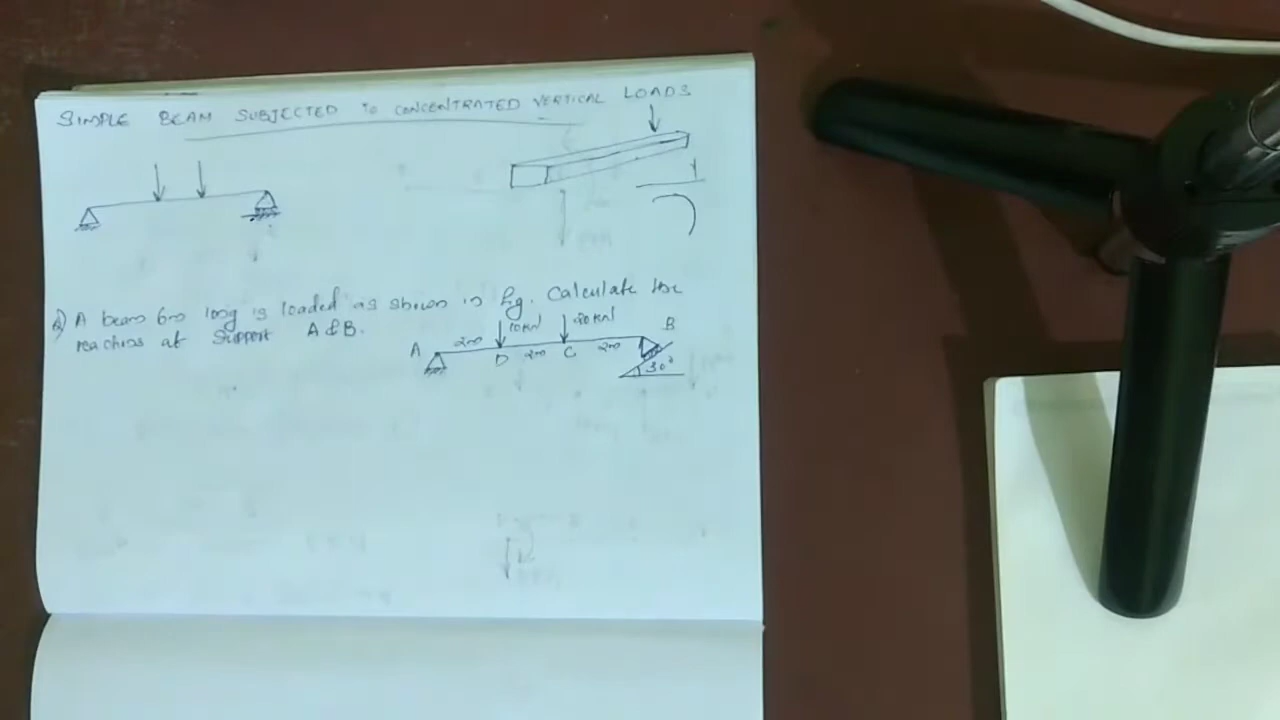 SIMPLE BEAM SUBJECTED to CONCENTRATED VERTICAL LOADS
Q) A beam 6m long is loaded as shown in fig. Calculate the
reactions at support A & B.
10KN
20KN
B
A
2m
D
2m
C
2m
30°